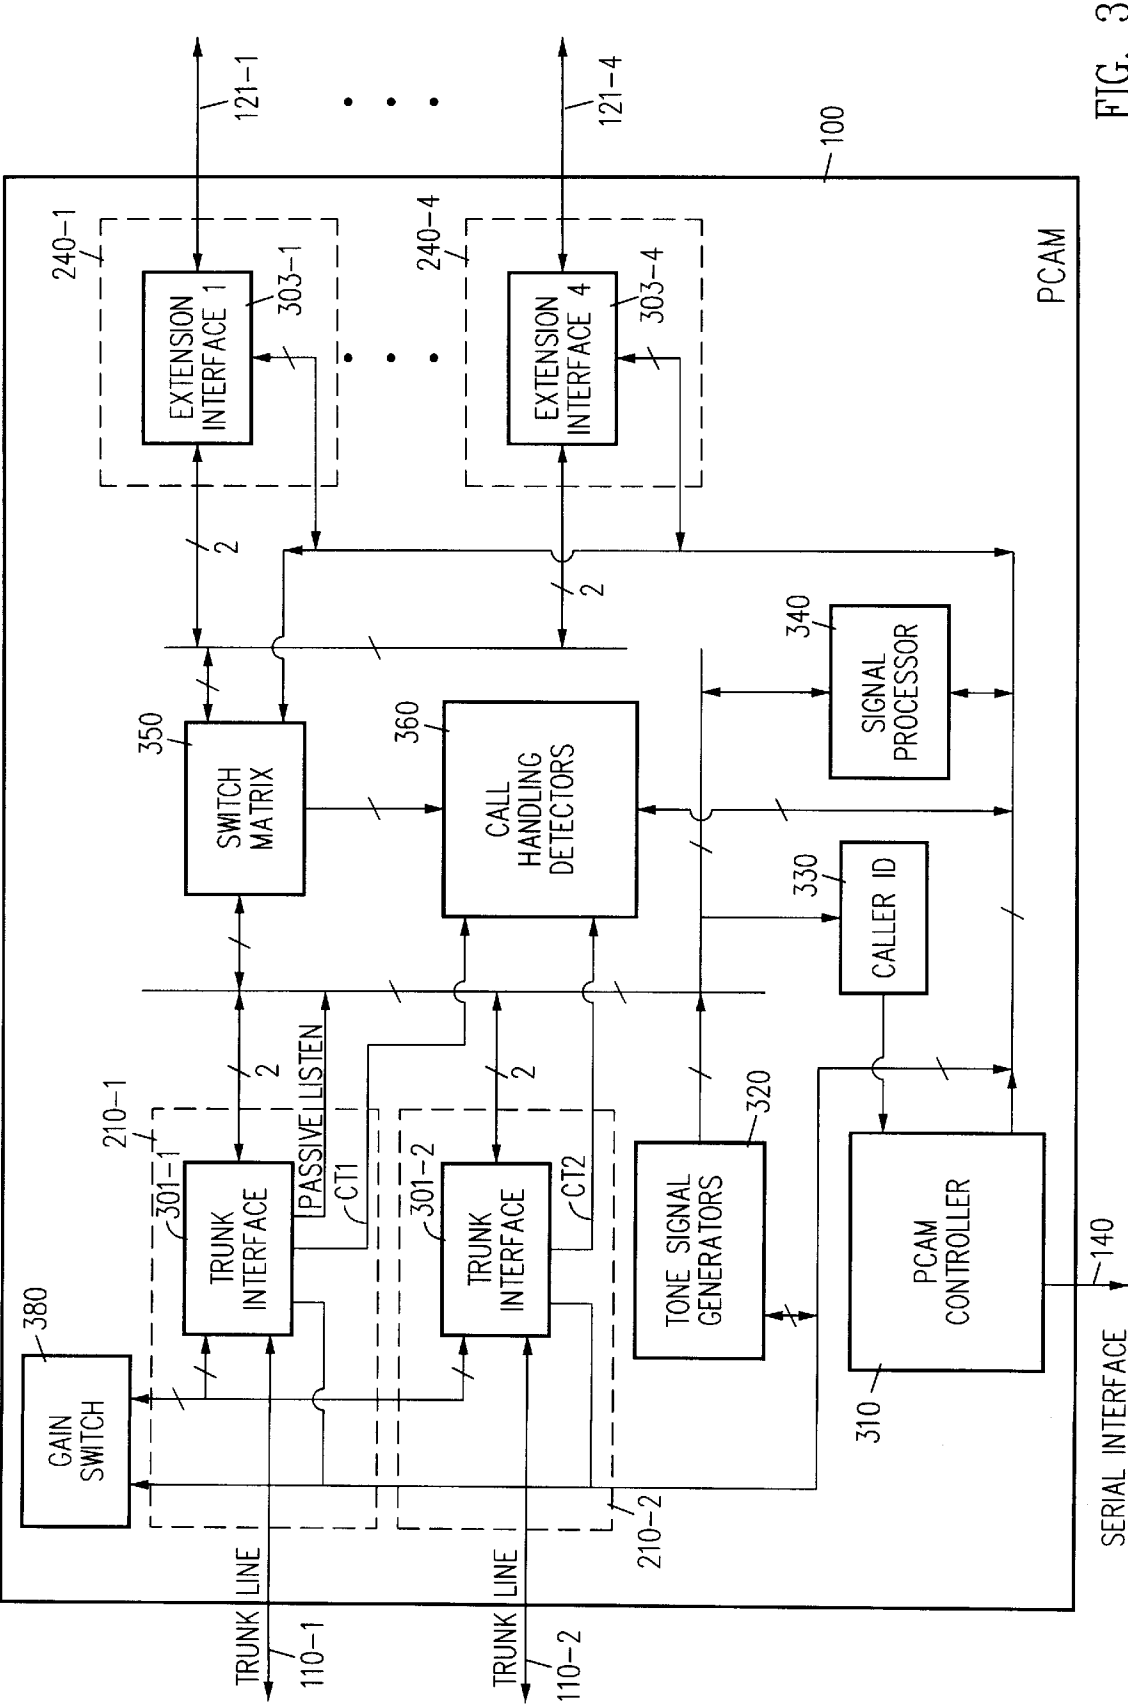 121-1
121-4
FIG. 3
100
240-1
EXTENSION
INTERFACE 1
303-1
240-4
EXTENSION
INTERFACE 4
303-4
PCAM
2
2
350
SWITCH
MATRIX
360
CALL
HANDLING
DETECTORS
340
SIGNAL
PROCESSOR
330
CALLER ID
210-1
2
PASSIVE LISTEN
301-1
TRUNK
INTERFACE
CT1
2
301-2
TRUNK
INTERFACE
CT2
320
TONE SIGNAL
GENERATORS
PCAM
CONTROLLER
310
140
SERIAL INTERFACE
380
GAIN
SWITCH
210-2
TRUNK LINE
110-1
TRUNK LINE
110-2